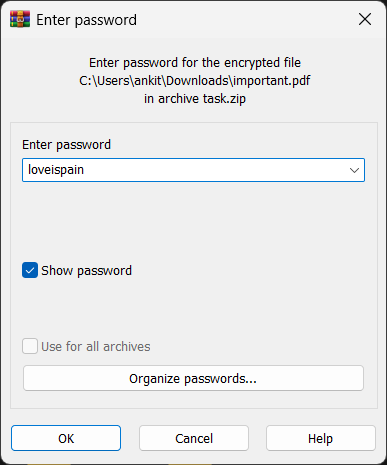 Enter password
Enter password for the encrypted file
C:\Users\ankit\Downloads\important.pdf
in archive task.zip
Enter password
loveispain
Show password
Use for all archives
Organize passwords...
OK
Cancel
Help